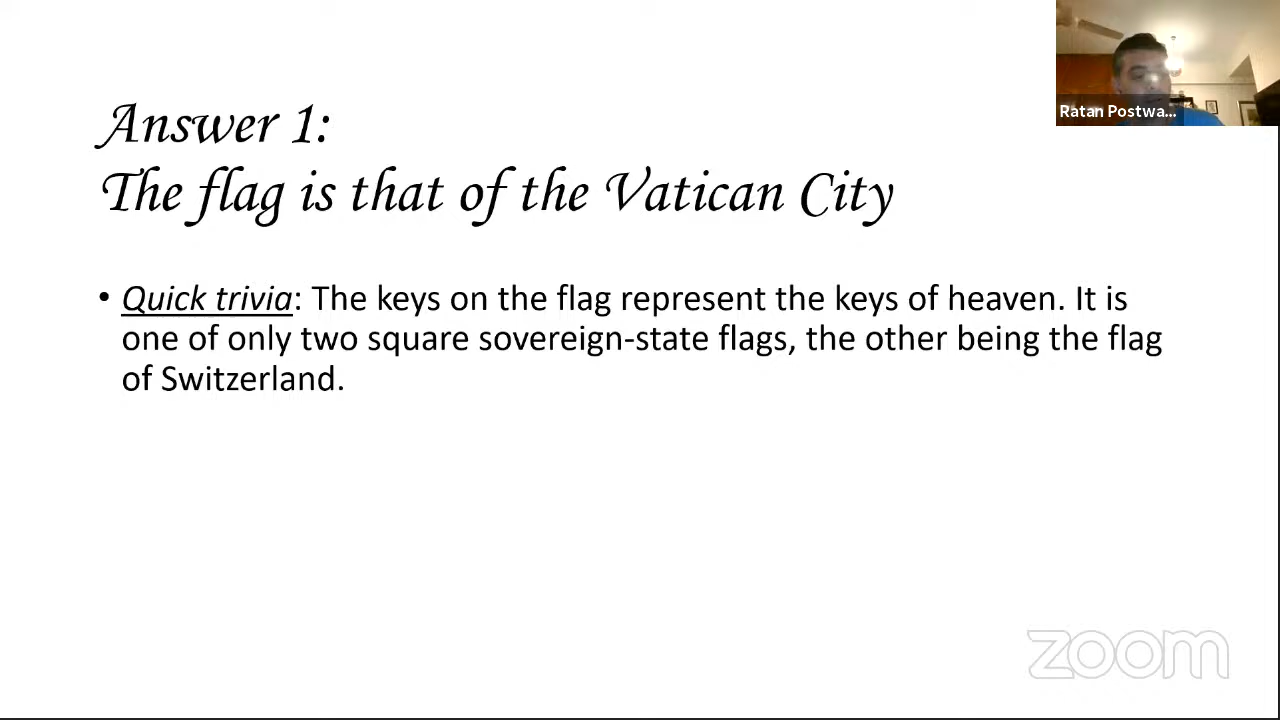 Answer 1:
The flag is that of the Vatican City
• Quick trivia: The keys on the flag represent the keys of heaven. It is
one of only two square sovereign-state flags, the other being the flag
of Switzerland.
Ratan Postwa...
zoom